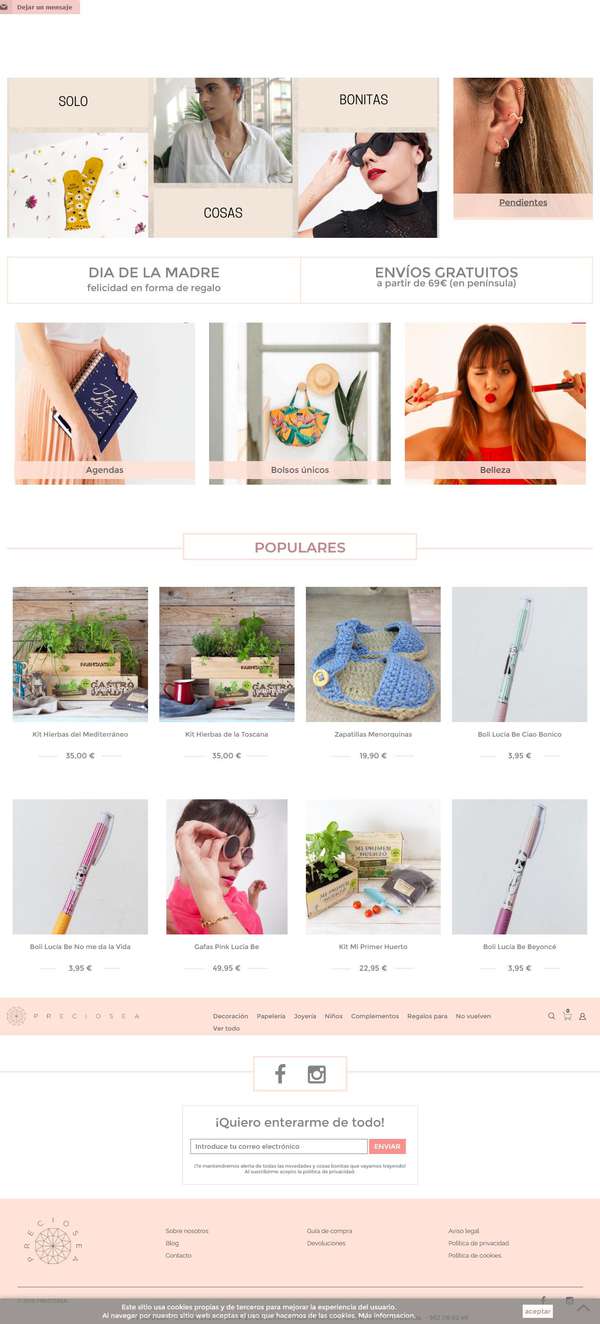 Dejar un mensaje
SOLO
BONITAS
COSAS
Pendientes
DIA DE LA MADRE
felicidad en forma de regalo
ENVÍOS GRATUITOS
a partir de 69€ (en península)
Agendas
Bolsos únicos
Belleza
POPULARES
Kit Hierbas del Mediterráneo
35,00 €
Kit Hierbas de la Toscana
35,00 €
Zapatillas Menorquinas
19,90 €
Boli Lucía Be Ciao Bonico
3,95 €
MI PRIMER
HUERTO
Boli Lucía Be No me da la Vida
3,95 €
Gafas Pink Lucia Be
49,95 €
Kit Mi Primer Huerto
22,95 €
Boli Lucía Be Beyoncé
3,95 €
PRECIOSEA
Decoración
Papelería
Joyería
Niños
Complementos
Regalos para
No vuelven
Ver todo
0
¡Quiero enterarme de todo!
Introduce tu correo electrónico
ENVIAR
¡Te mantendremos alerta de todas las novedades y cosas bonitas que vayamos trayendo!
Al suscribirme acepto la política de privacidad.
PRECIOSEA
Sobre nosotros
Blog
Contacto
Guía de compra
Devoluciones
Aviso legal
Política de privacidad
Política de cookies
Este sitio usa cookies propias y de terceros para mejorar la experiencia del usuario.
Al navegar por nuestro sitio web aceptas el uso que hacemos de las cookies. Más informacion.
aceptar